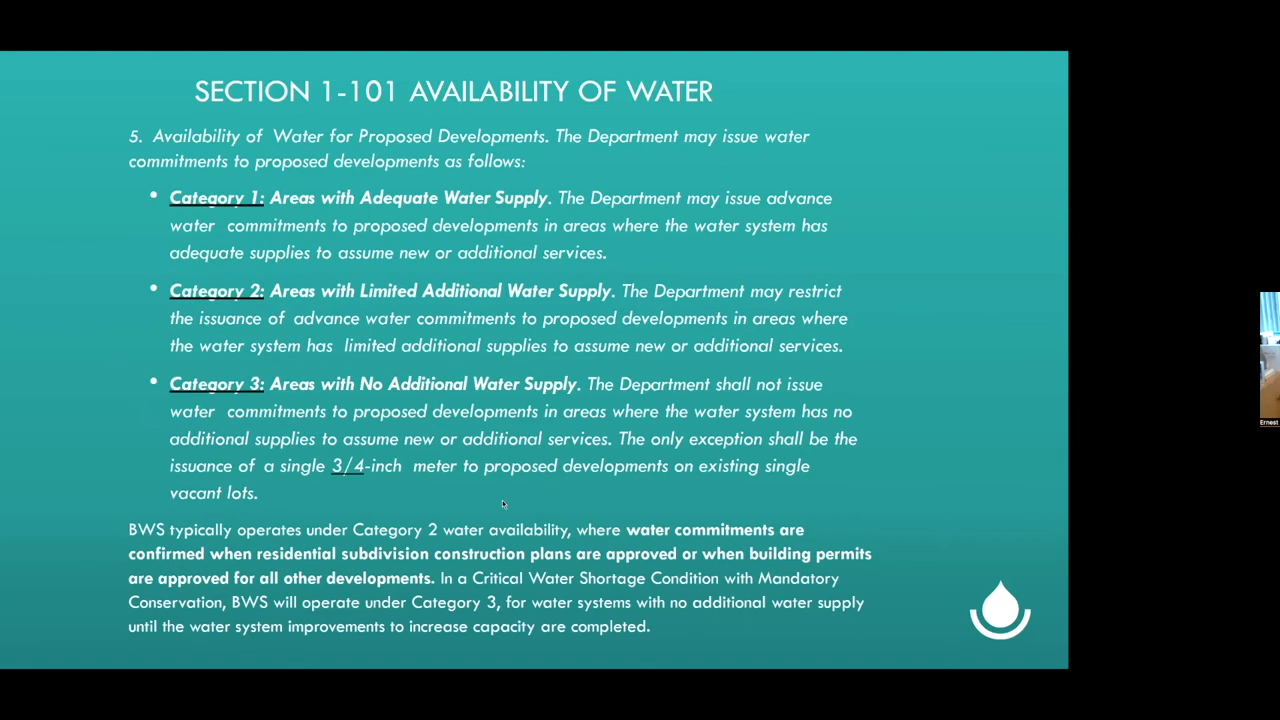 SECTION 1-101 AVAILABILITY OF WATER
5. Availability of Water for Proposed Developments. The Department may issue water
commitments to proposed developments as follows:
• Category 1: Areas with Adequate Water Supply. The Department may issue advance
water commitments to proposed developments in areas where the water system has
adequate supplies to assume new or additional services.
• Category 2: Areas with Limited Additional Water Supply. The Department may restrict
the issuance of advance water commitments to proposed developments in areas where
the water system has limited additional supplies to assume new or additional services.
• Category 3: Areas with No Additional Water Supply. The Department shall not issue
water commitments to proposed developments in areas where the water system has no
additional supplies to assume new or additional services. The only exception shall be the
issuance of a single 3/4-inch meter to proposed developments on existing single
vacant lots.
BWS typically operates under Category 2 water availability, where water commitments are
confirmed when residential subdivision construction plans are approved or when building permits
are approved for all other developments. In a Critical Water Shortage Condition with Mandatory
Conservation, BWS will operate under Category 3, for water systems with no additional water supply
until the water system improvements to increase capacity are completed.
Ernest